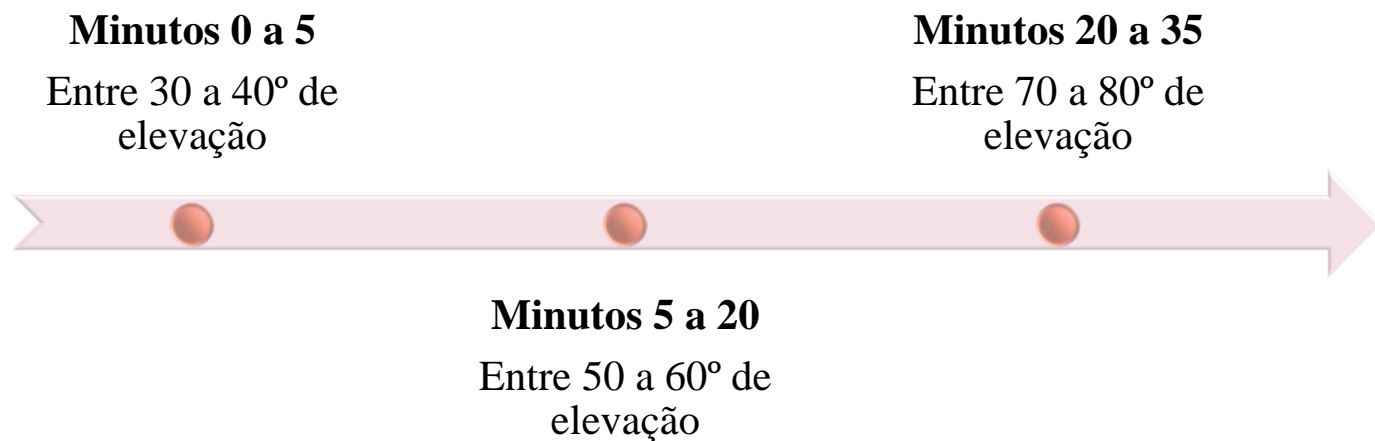 Minutos 0 a 5
Entre 30 a 40º de
elevação
Minutos 5 a 20
Entre 50 a 60º de
elevação
Minutos 20 a 35
Entre 70 a 80º de
elevação